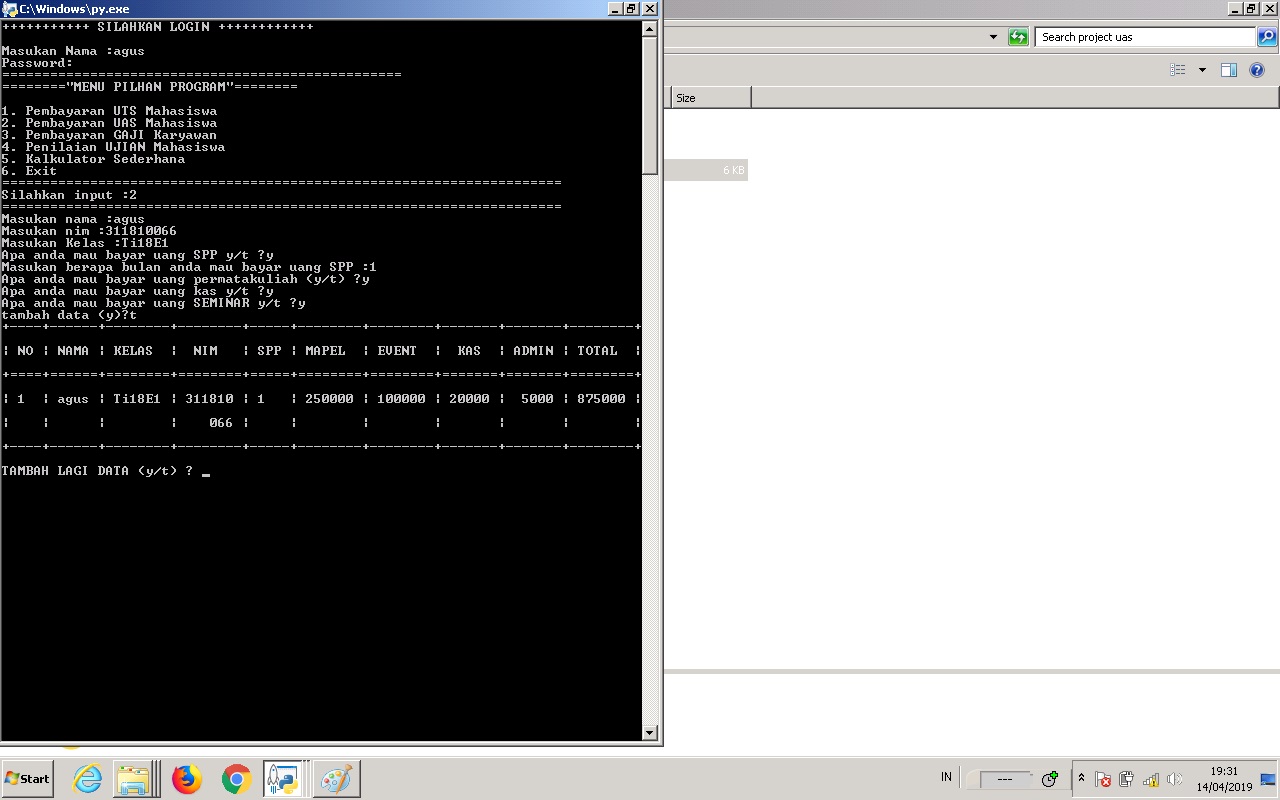 C:\Windows\py.exe
+++++++++++ SILAHKAN LOGIN ++++++++++++
Masukan Nama :agus
Password:
==================================================
========"MENU PILHAN PROGRAM"========
1. Pembayaran UTS Mahasiswa
2. Pembayaran UAS Mahasiswa
3. Pembayaran GAJI Karyawan
4. Penilaian UJIAN Mahasiswa
5. Kalkulator Sederhana
6. Exit
======================================================================
Silahkan input :2
======================================================================
Masukan nama :agus
Masukan nim :311810066
Masukan Kelas :Ti18E1
Apa anda mau bayar uang SPP y/t ?y
Masukan berapa bulan anda mau bayar uang SPP :1
Apa anda mau bayar uang permatakuliah (y/t) ?y
Apa anda mau bayar uang kas y/t ?y
Apa anda mau bayar uang SEMINAR y/t ?y
tambah data (y)?t
+----+------+--------+--------+-----+--------+--------+-------+-------+--------+
| NO | NAMA | KELAS  |  NIM   | SPP | MAPEL  | EVENT  |  KAS  | ADMIN | TOTAL  |
+====+======+========+========+=====+========+========+=======+=======+========+
| 1  | agus | Ti18E1 | 311810 | 1   | 250000 | 100000 | 20000 |  5000 | 875000 |
|    |      |        |    066 |     |        |        |       |       |        |
+----+------+--------+--------+-----+--------+--------+-------+-------+--------+
TAMBAH LAGI DATA (y/t) ? _
Search project uas
Size
6 KB
Start
IN
---
19:31
14/04/2019